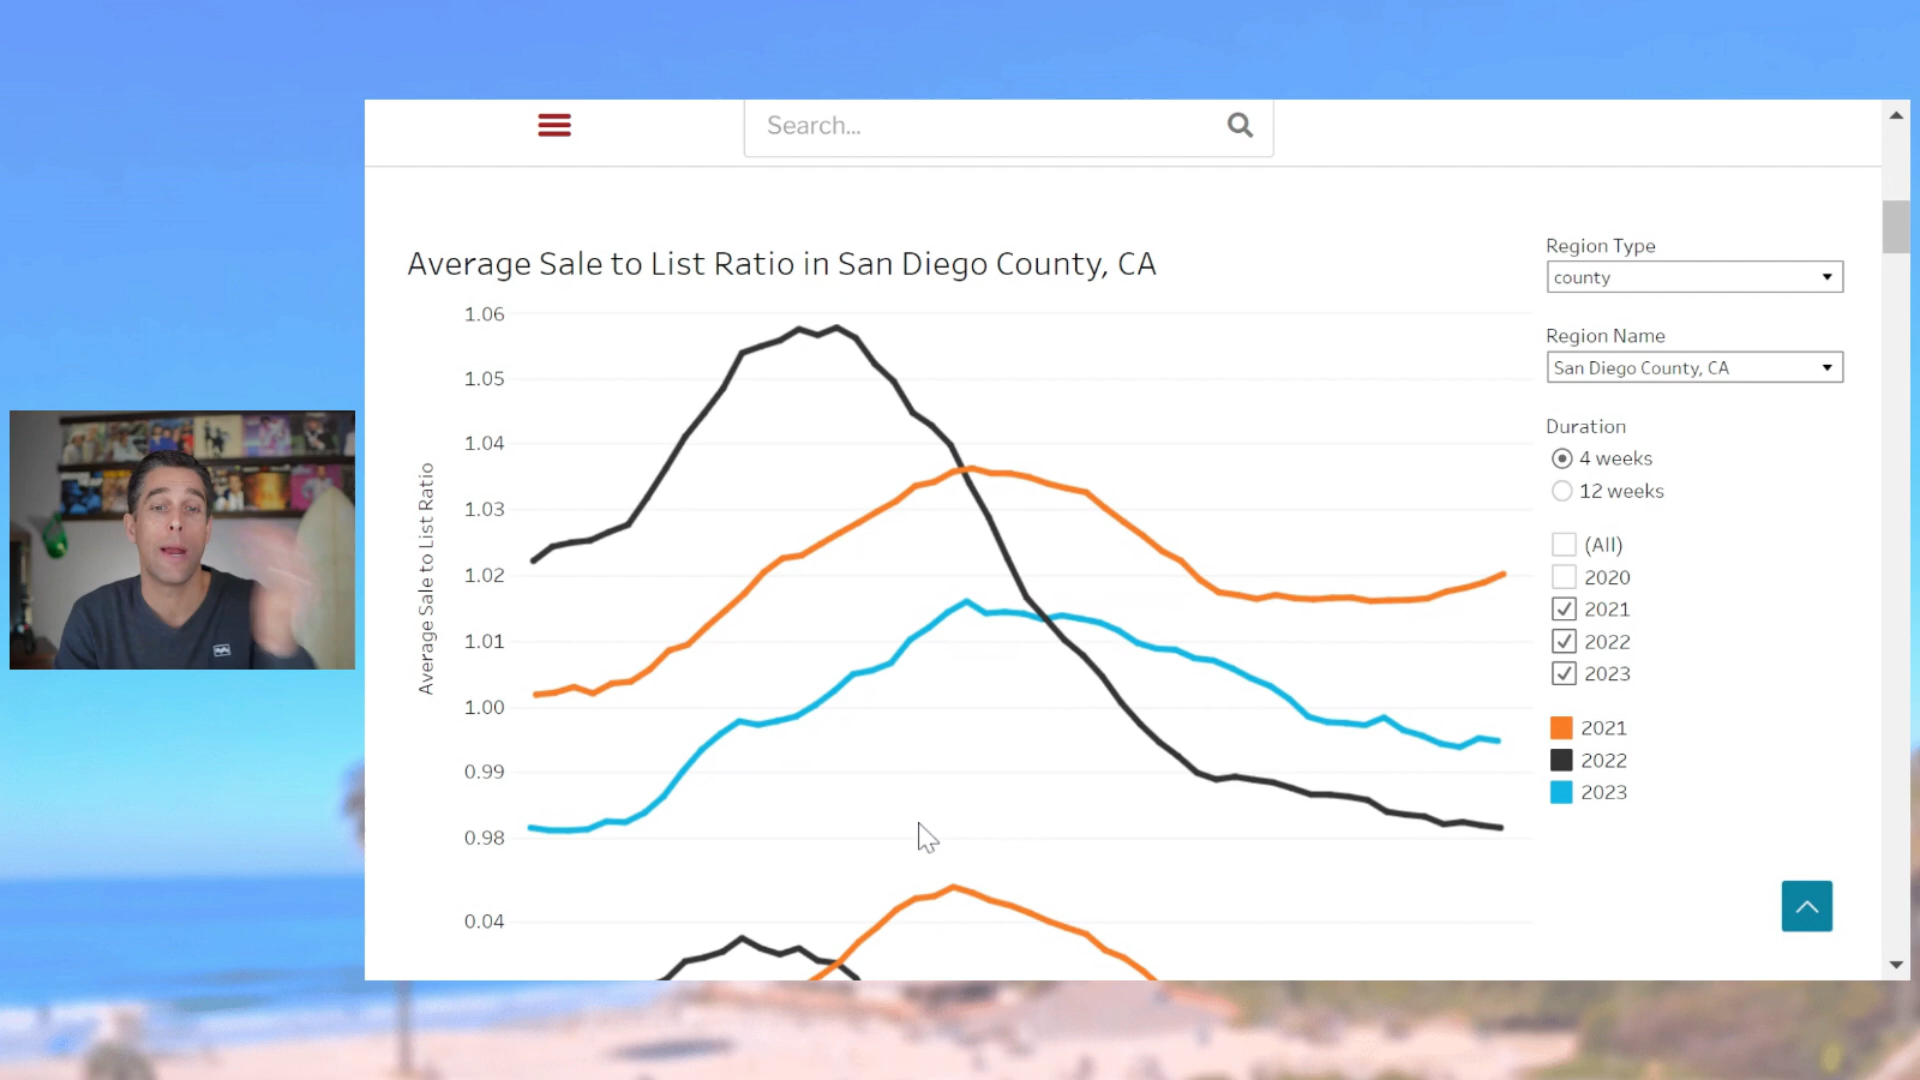 Search...
Average Sale to List Ratio in San Diego County, CA
1.06
1.05
1.04
1.03
1.02
1.01
1.00
0.99
0.98
0.04
Average Sale to List Ratio
Region Type
county
Region Name
San Diego County, CA
Duration
4 weeks
12 weeks
(All)
2020
2021
2022
2023
2021
2022
2023